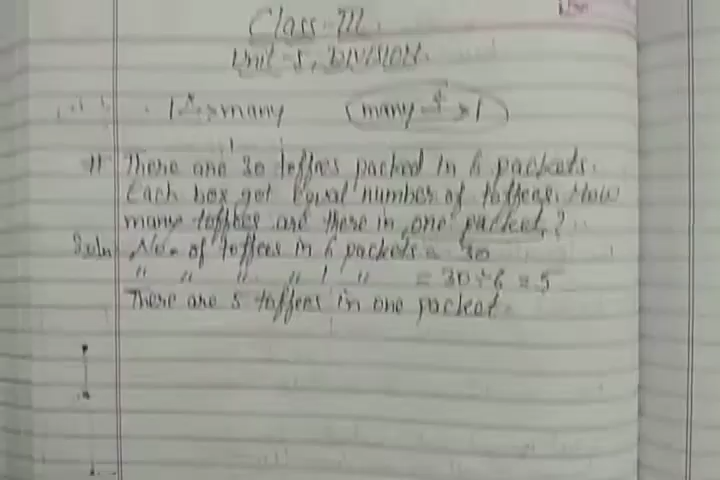 Class-III.
Unit-5, DIVISION.
1 x→ many (many ÷→ 1)
1) There are 30 toffees packed in 6 packets.
Each box got equal number of toffees. How
many toffees are there in one packet?
Soln No. of toffees in 6 packets = 30
" " " " 1 " = 30÷6 = 5
There are 5 toffees in one packet.